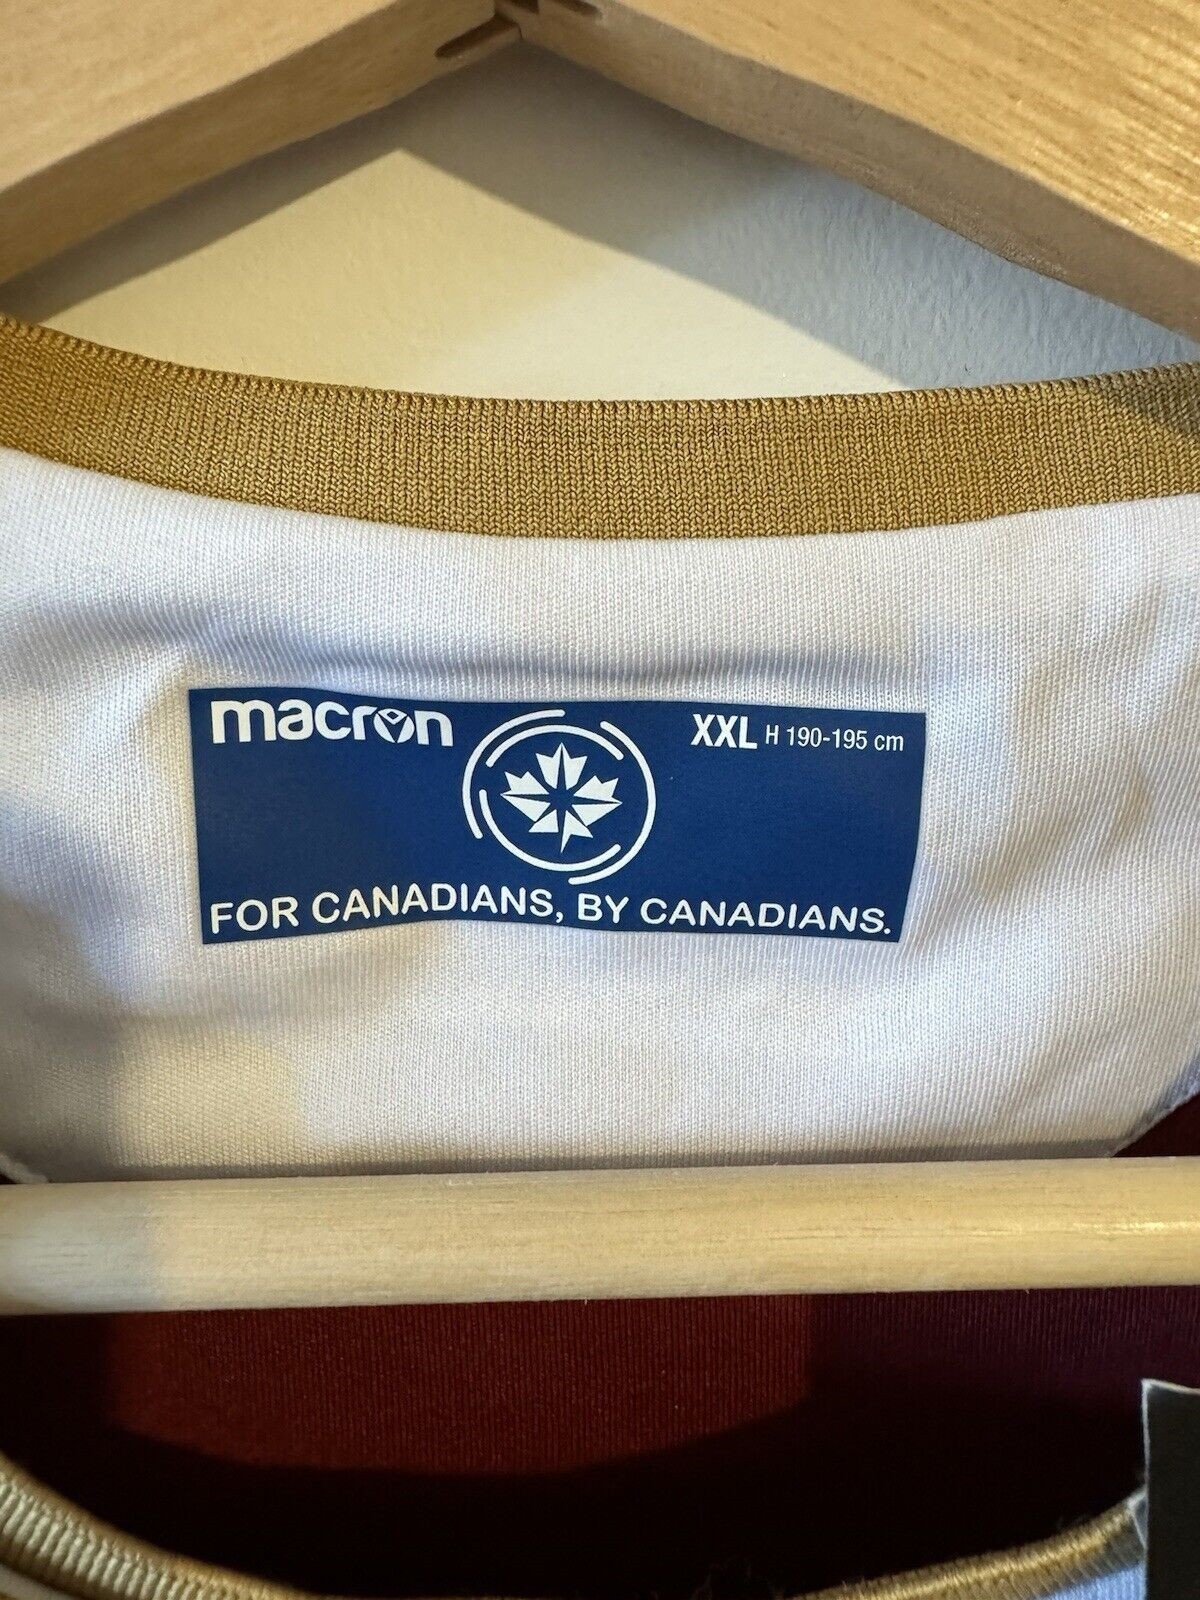 macron
XXL H 190-195 cm
FOR CANADIANS, BY CANADIANS.